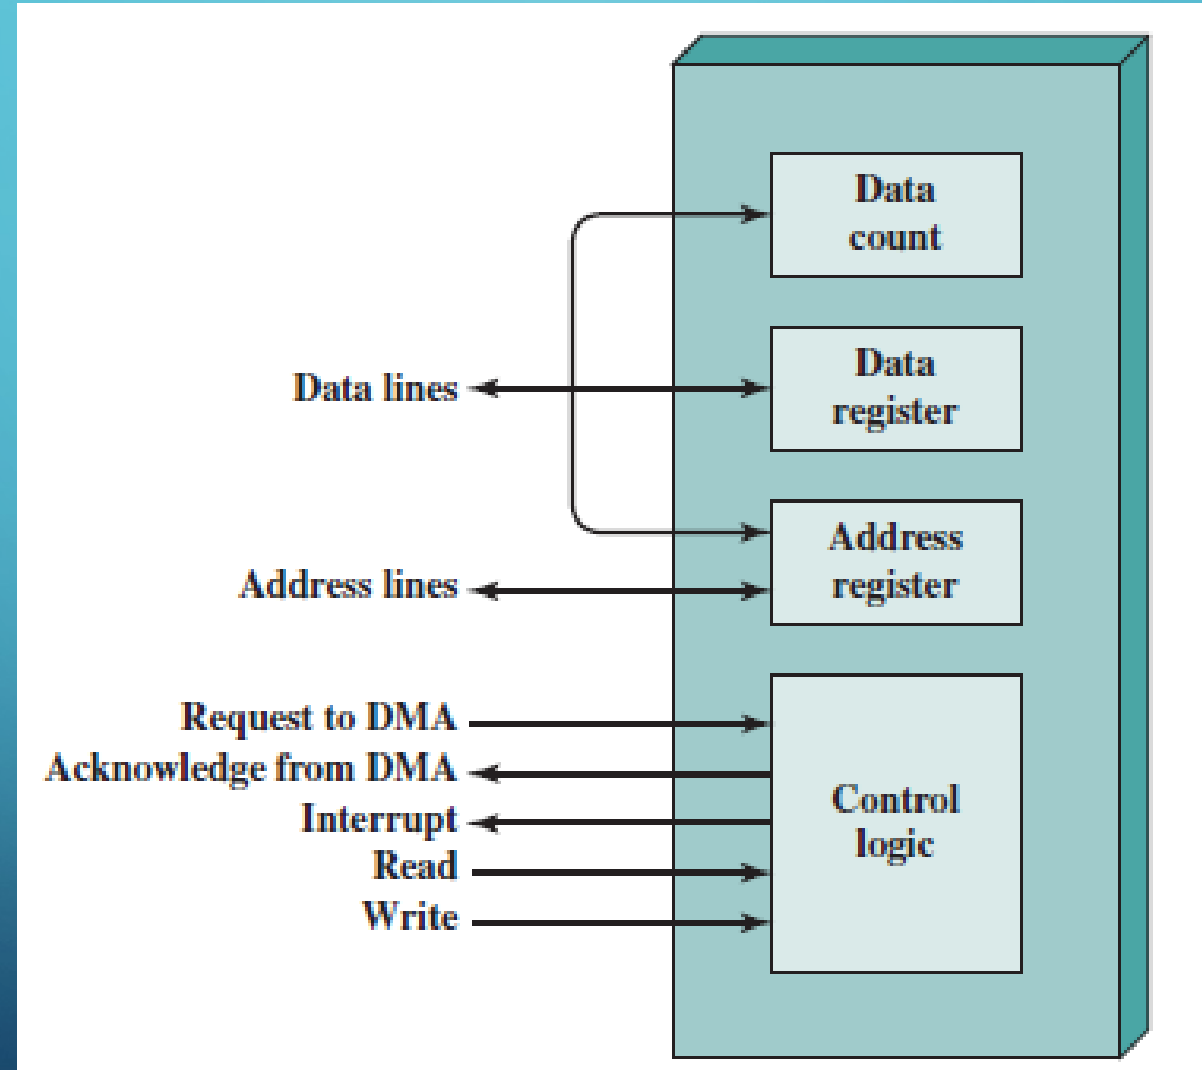 Data
count
Data lines
Data
register
Address
register
Address lines
Request to DMA
Acknowledge from DMA
Interrupt
Read
Write
Control
logic